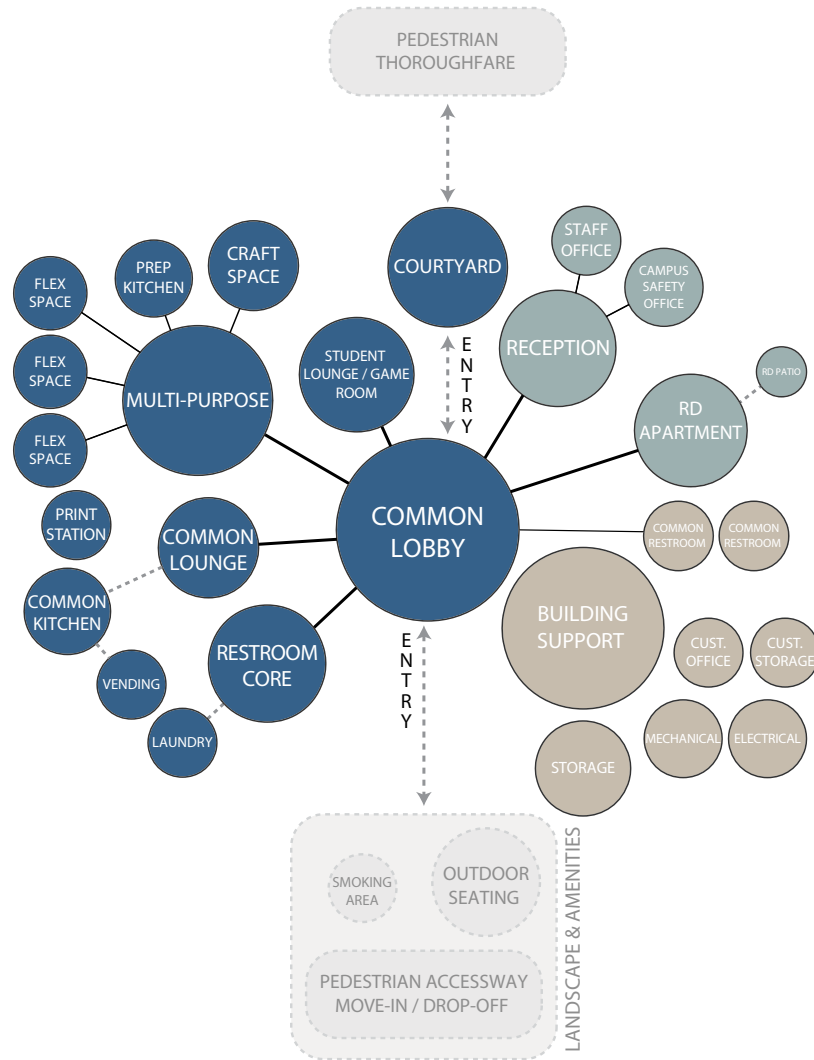 PEDESTRIAN
THOROUGHFARE
STAFF
OFFICE
CRAFT
SPACE
COURTYARD
PREP
KITCHEN
CAMPUS
SAFETY
OFFICE
FLEX
SPACE
ENTRY
RECEPTION
STUDENT
LOUNGE / GAME
ROOM
FLEX
SPACE
RD PATIO
MULTI-PURPOSE
RD
APARTMENT
FLEX
SPACE
PRINT
STATION
COMMON
LOBBY
COMMON
LOUNGE
COMMON
RESTROOM
COMMON
RESTROOM
COMMON
KITCHEN
BUILDING
SUPPORT
RESTROOM
CORE
ENTRY
CUST.
OFFICE
CUST.
STORAGE
VENDING
LAUNDRY
MECHANICAL
ELECTRICAL
STORAGE
SMOKING
AREA
OUTDOOR
SEATING
PEDESTRIAN ACCESSWAY
MOVE-IN / DROP-OFF
LANDSCAPE & AMENITIES